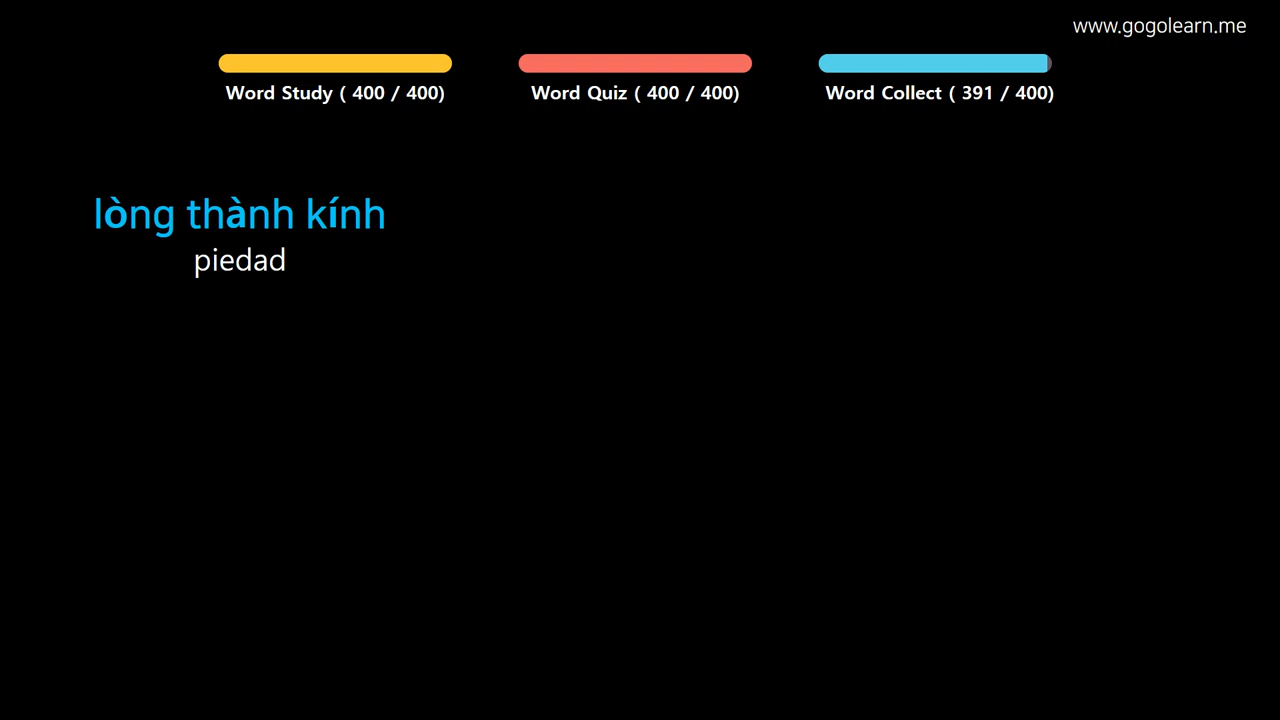 www.gogolearn.me
Word Study ( 400 / 400)
Word Quiz ( 400 / 400)
Word Collect ( 391 / 400)
lòng thành kính
piedad